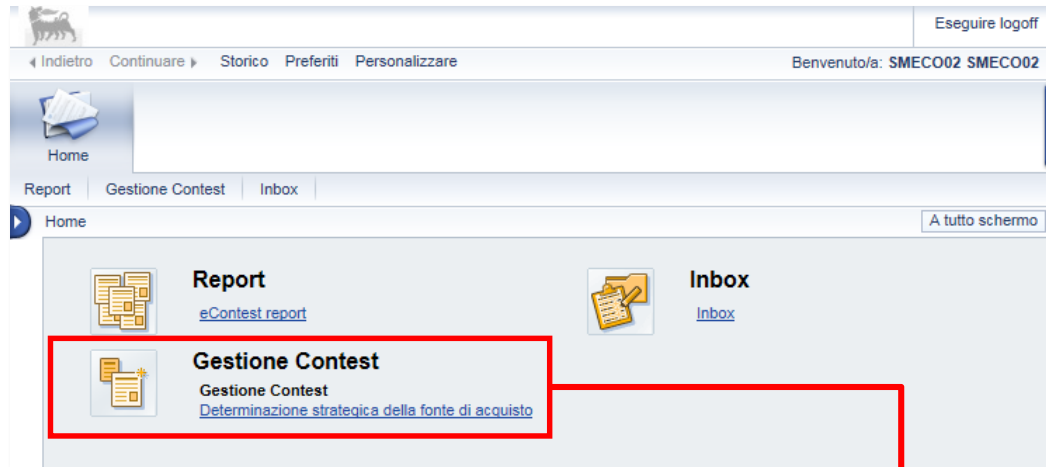 Eseguire logoff
Indietro Continuare Storico Preferiti Personalizzare Benvenuto/a: SMECO02 SMECO02
Home
Report Gestione Contest Inbox
Home A tutto schermo
Report
eContest report
Inbox
Inbox
Gestione Contest
Gestione Contest
Determinazione strategica della fonte di acquisto